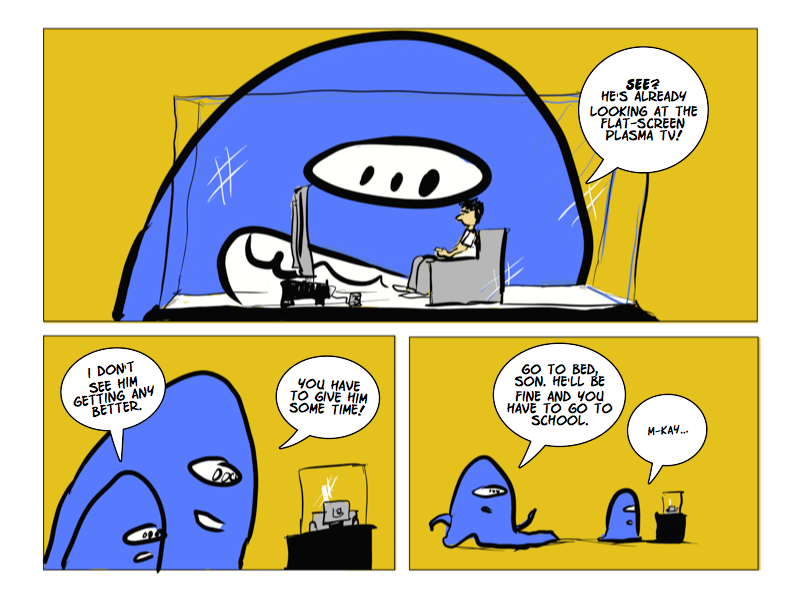 SEE?
HE'S ALREADY
LOOKING AT THE
FLAT-SCREEN
PLASMA TV!
I DON'T
SEE HIM
GETTING ANY
BETTER.
YOU HAVE
TO GIVE HIM
SOME TIME!
GO TO BED,
SON. HE'LL BE
FINE AND YOU
HAVE TO GO TO
SCHOOL.
M-KAY...